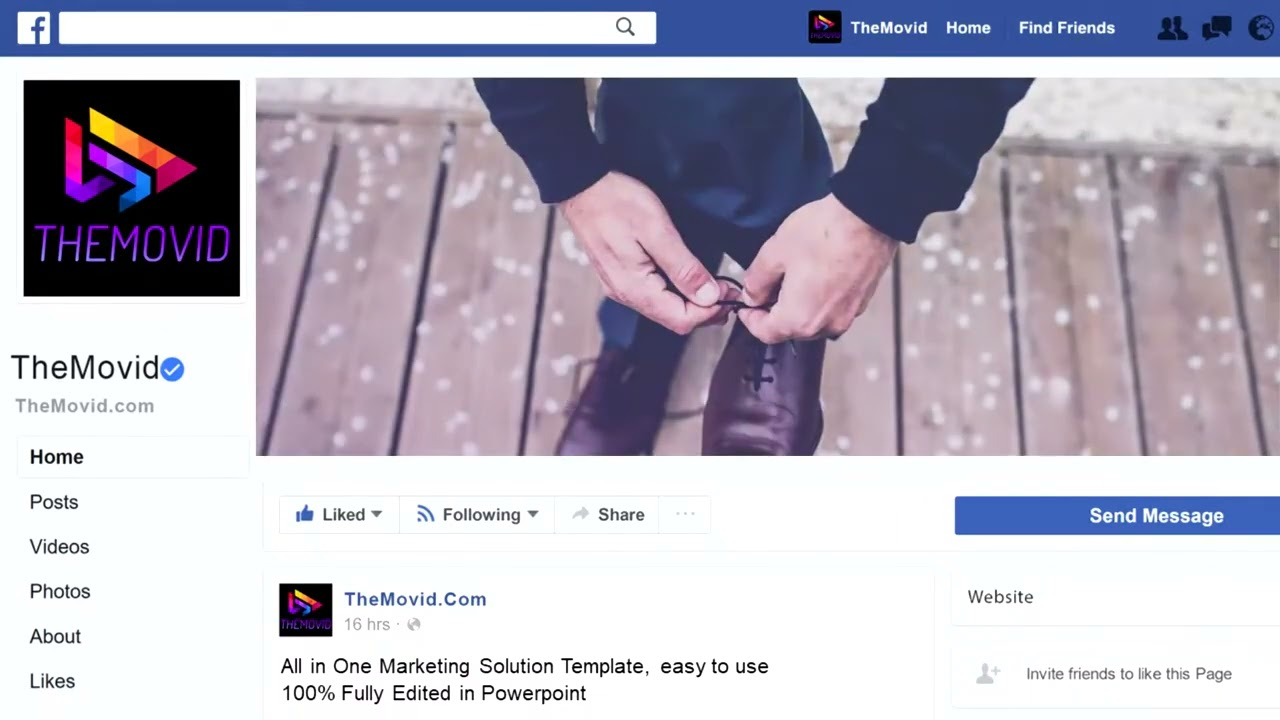 TheMovid Home Find Friends
THEMOVID
TheMovid
TheMovid.com
Home
Posts
Videos
Photos
About
Likes
Liked Following Share
Send Message
THEMOVID
TheMovid.Com
16 hrs ·
All in One Marketing Solution Template, easy to use
100% Fully Edited in Powerpoint
Website
Invite friends to like this Page